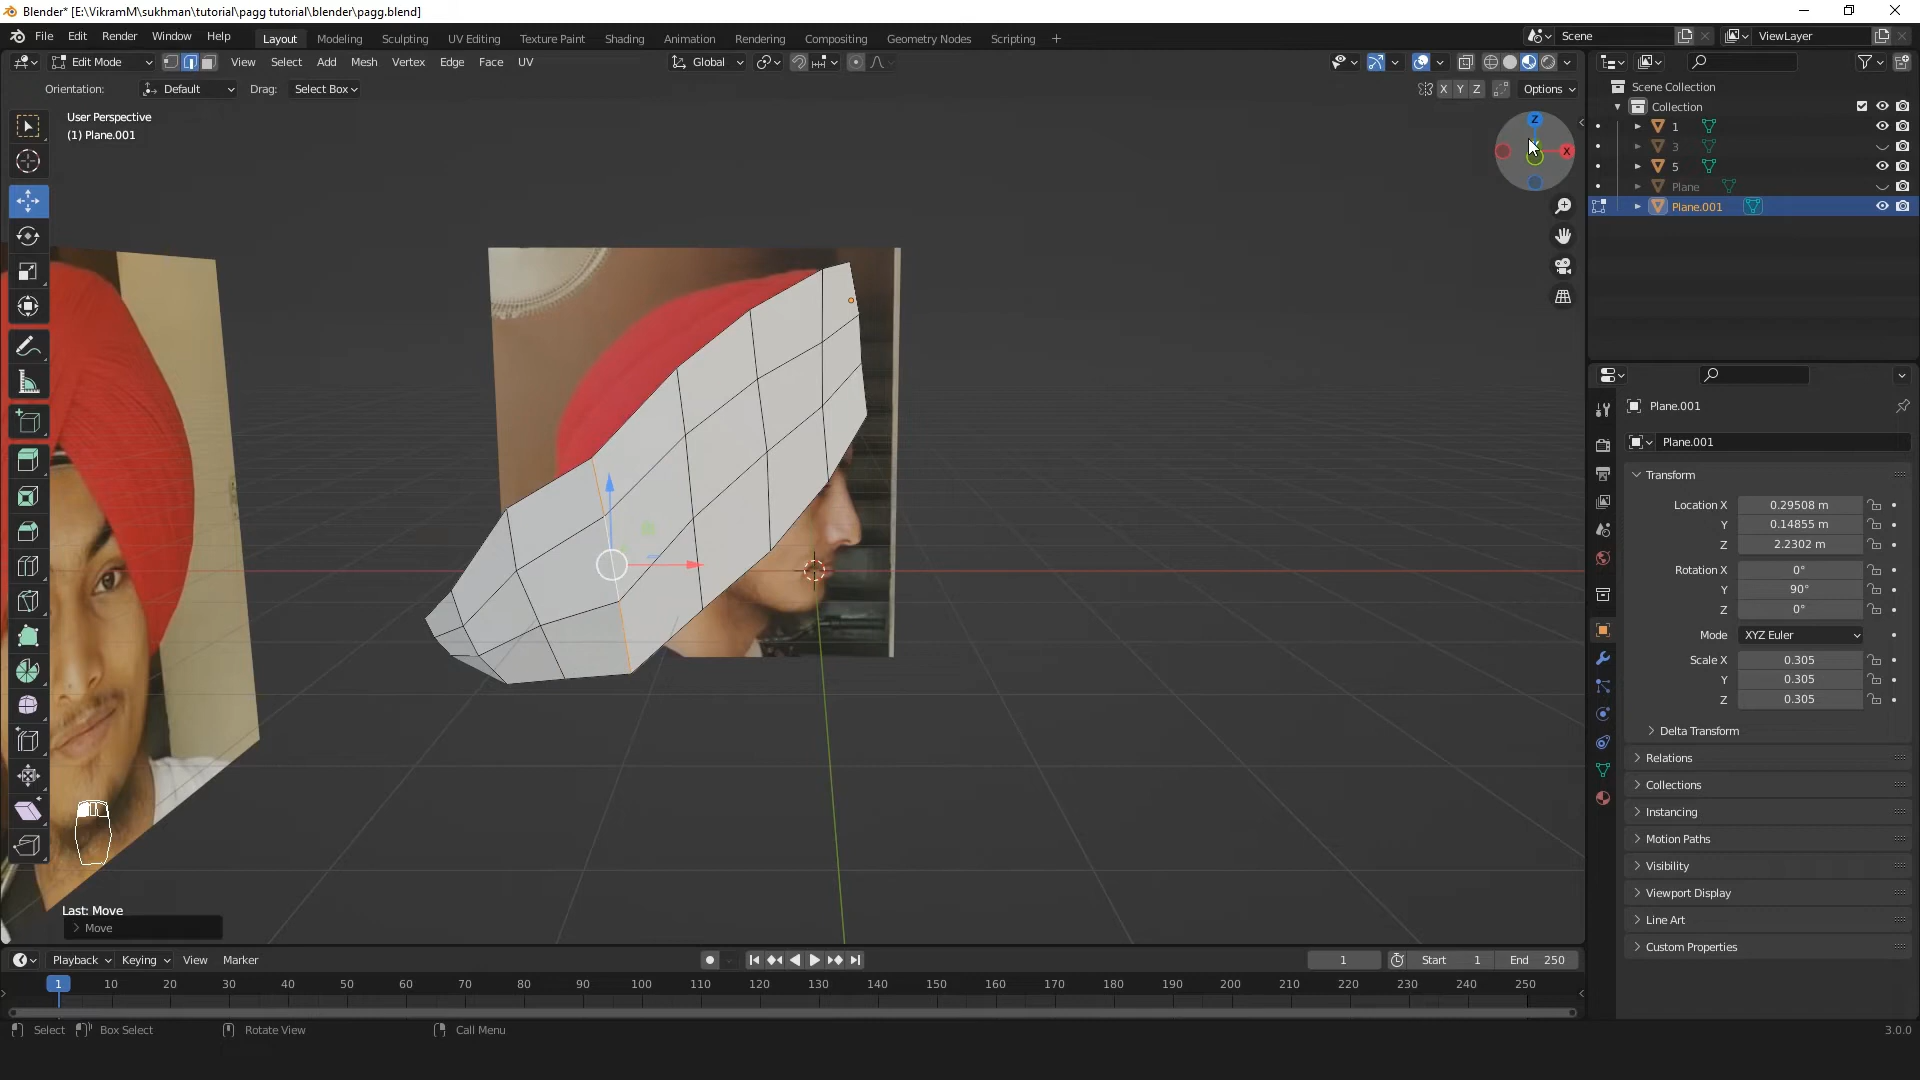 Blender* [E:\VikramM\sukhman\tutorial\pagg tutorial\blender\pagg.blend]
File Edit Render Window Help Layout Modeling Sculpting UV Editing Texture Paint Shading Animation Rendering Compositing Geometry Nodes Scripting + Scene ViewLayer
Edit Mode View Select Add Mesh Vertex Edge Face UV Global
Orientation: Default Drag: Select Box X Y Z Options
User Perspective
(1) Plane.001
Z
X
Last: Move
Move
Scene Collection
Collection
1
3
5
Plane
Plane.001
Plane.001
Plane.001
Transform
Location X 0.29508 m
Y 0.14855 m
Z 2.2302 m
Rotation X 0°
Y 90°
Z 0°
Mode XYZ Euler
Scale X 0.305
Y 0.305
Z 0.305
Delta Transform
Relations
Collections
Instancing
Motion Paths
Visibility
Viewport Display
Line Art
Custom Properties
Playback Keying View Marker 1 Start 1 End 250
1 10 20 30 40 50 60 70 80 90 100 110 120 130 140 150 160 170 180 190 200 210 220 230 240 250
Select Box Select Rotate View Call Menu 3.0.0